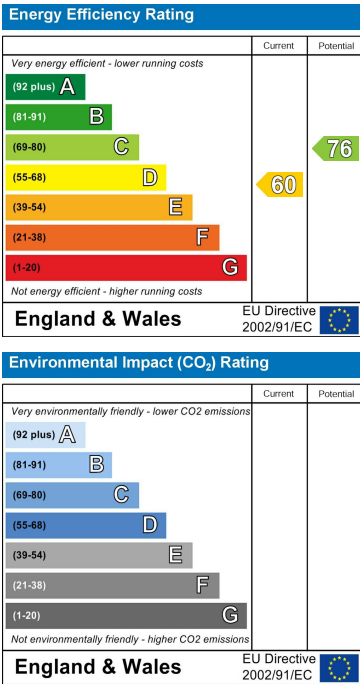 Energy Efficiency Rating
Current Potential
Very energy efficient - lower running costs
(92 plus) A
(81-91) B
(69-80) C
76
(55-68) D
60
(39-54) E
(21-38) F
(1-20) G
Not energy efficient - higher running costs
England & Wales
EU Directive
2002/91/EC
Environmental Impact (CO₂) Rating
Current Potential
Very environmentally friendly - lower CO2 emissions
(92 plus) A
(81-91) B
(69-80) C
(55-68) D
(39-54) E
(21-38) F
(1-20) G
Not environmentally friendly - higher CO2 emissions
England & Wales
EU Directive
2002/91/EC